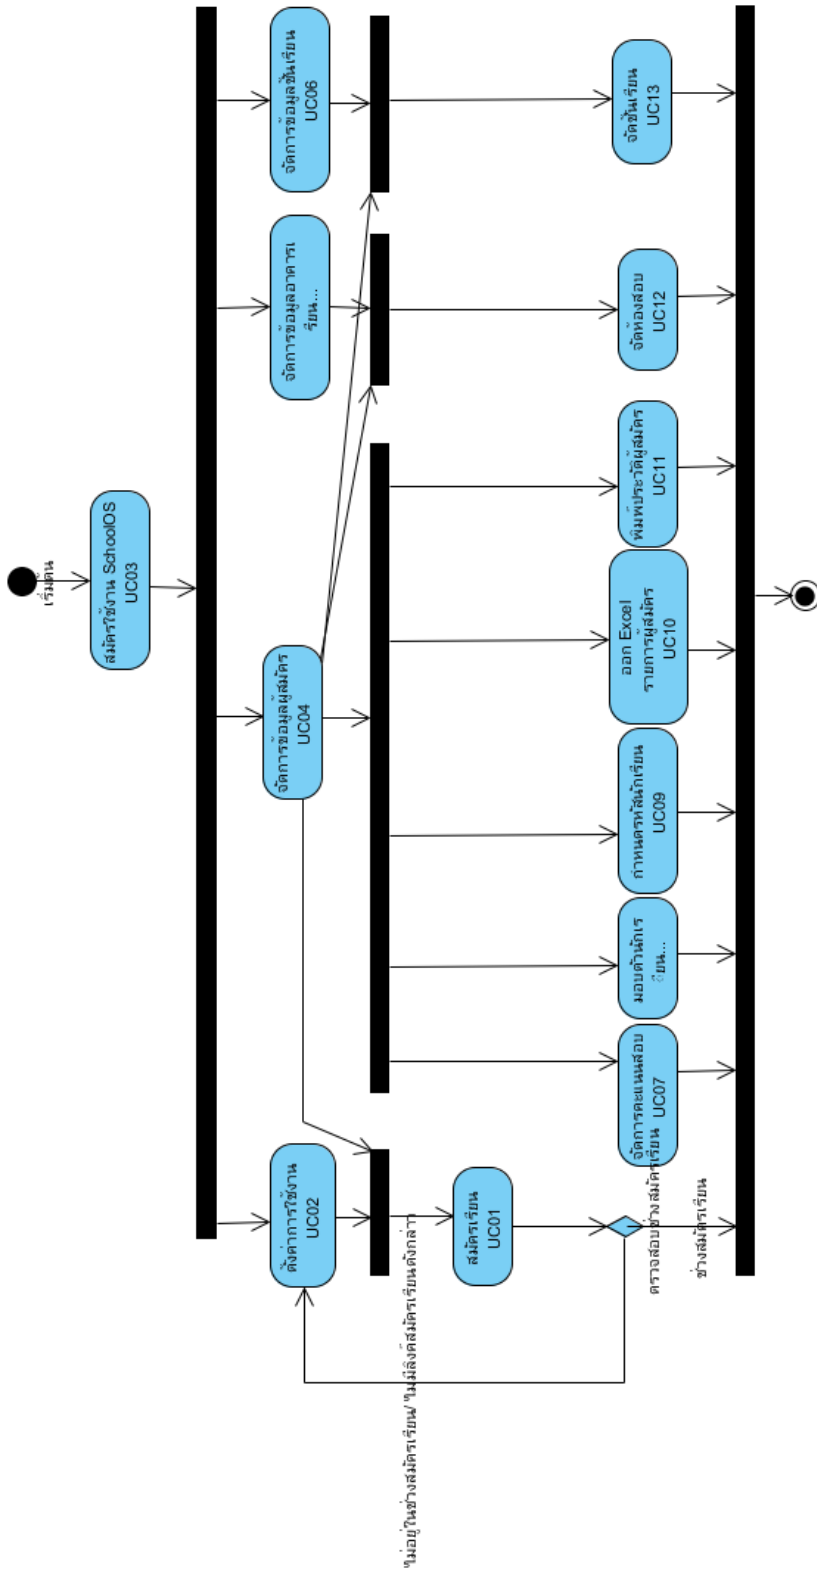 เริ่มต้น
สมัครใช้งาน SchoolOS
UC03
ตั้งค่าการใช้งาน
UC02
จัดการข้อมูลผู้สมัคร
UC04
จัดการข้อมูลอาคารเ
รียน...
จัดการข้อมูลชั้นเรียน
UC06
สมัครเรียน
UC01
ไม่อยู่ในช่วงสมัครเรียน/ ไม่มีลิงค์สมัครเรียนดังกล่าว
ตรวจสอบช่วงสมัครเรียน
ช่วงสมัครเรียน
จัดการคะแนนสอบ
UC07
มอบตัวนักเร
ียน...
กำหนดรหัสนักเรียน
UC09
ออก Excel
รายการผู้สมัคร
UC10
พิมพ์ประวัติผู้สมัคร
UC11
จัดห้องสอบ
UC12
จัดชั้นเรียน
UC13